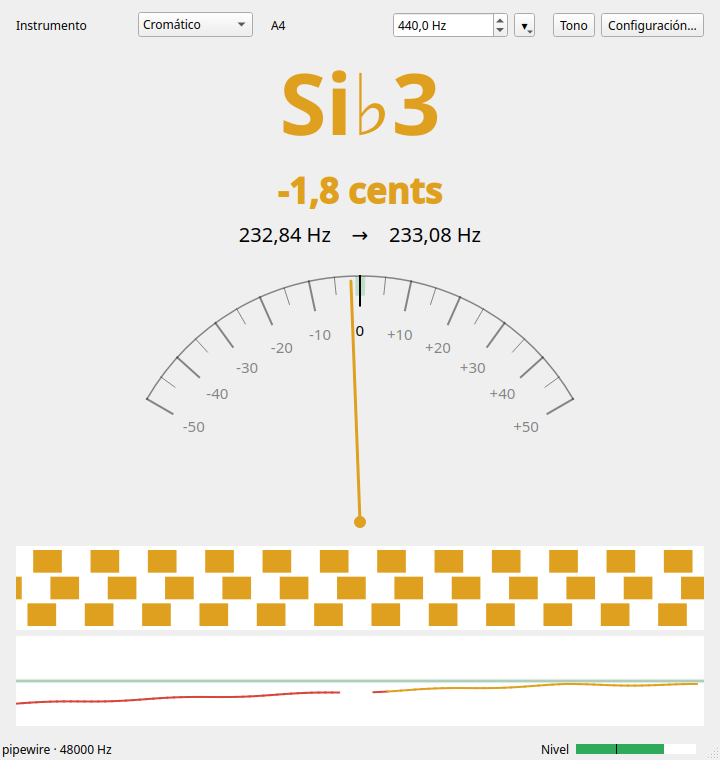 Instrumento Cromático A4 440,0 Hz Tono Configuración...
Si♭3
-1,8 cents
232,84 Hz → 233,08 Hz
-50 -40 -30 -20 -10 0 +10 +20 +30 +40 +50
pipewire · 48000 Hz Nivel